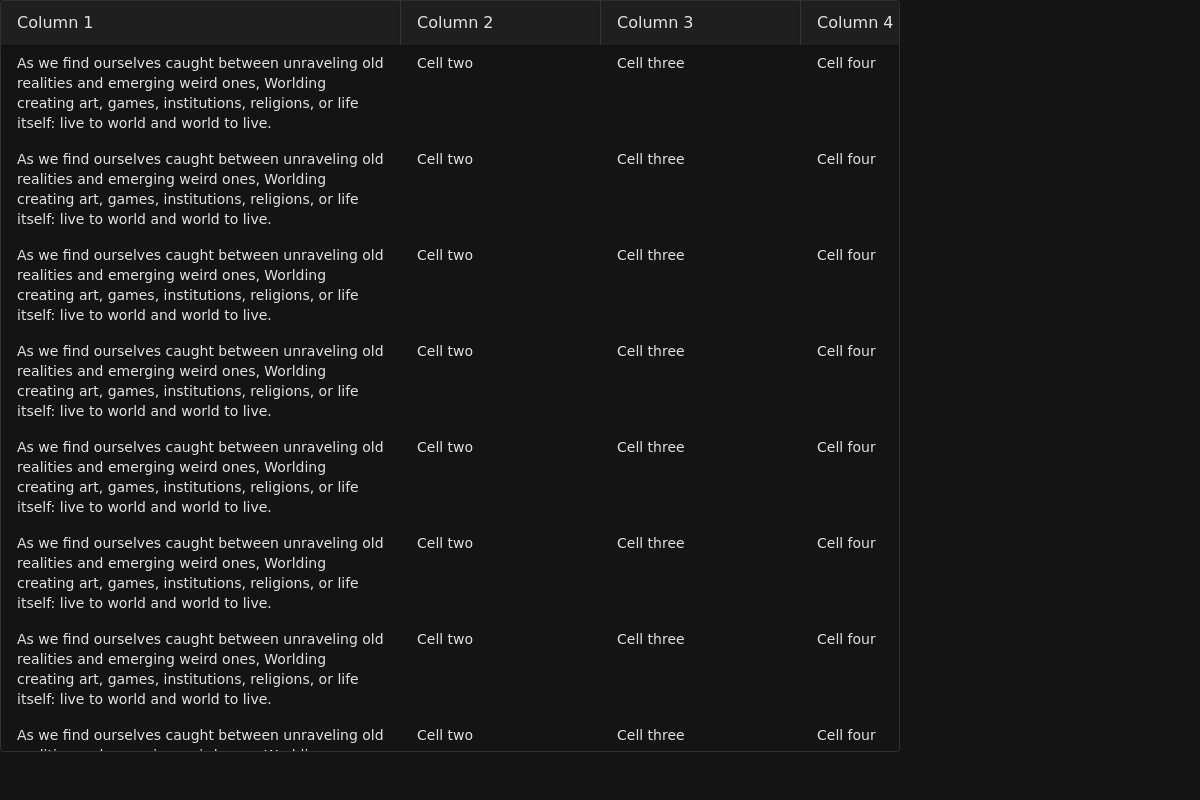 Column 1 Column 2 Column 3 Column 4
As we find ourselves caught between unraveling old Cell two Cell three Cell four
realities and emerging weird ones, Worlding
creating art, games, institutions, religions, or life
itself: live to world and world to live.
As we find ourselves caught between unraveling old Cell two Cell three Cell four
realities and emerging weird ones, Worlding
creating art, games, institutions, religions, or life
itself: live to world and world to live.
As we find ourselves caught between unraveling old Cell two Cell three Cell four
realities and emerging weird ones, Worlding
creating art, games, institutions, religions, or life
itself: live to world and world to live.
As we find ourselves caught between unraveling old Cell two Cell three Cell four
realities and emerging weird ones, Worlding
creating art, games, institutions, religions, or life
itself: live to world and world to live.
As we find ourselves caught between unraveling old Cell two Cell three Cell four
realities and emerging weird ones, Worlding
creating art, games, institutions, religions, or life
itself: live to world and world to live.
As we find ourselves caught between unraveling old Cell two Cell three Cell four
realities and emerging weird ones, Worlding
creating art, games, institutions, religions, or life
itself: live to world and world to live.
As we find ourselves caught between unraveling old Cell two Cell three Cell four
realities and emerging weird ones, Worlding
creating art, games, institutions, religions, or life
itself: live to world and world to live.
As we find ourselves caught between unraveling old Cell two Cell three Cell four